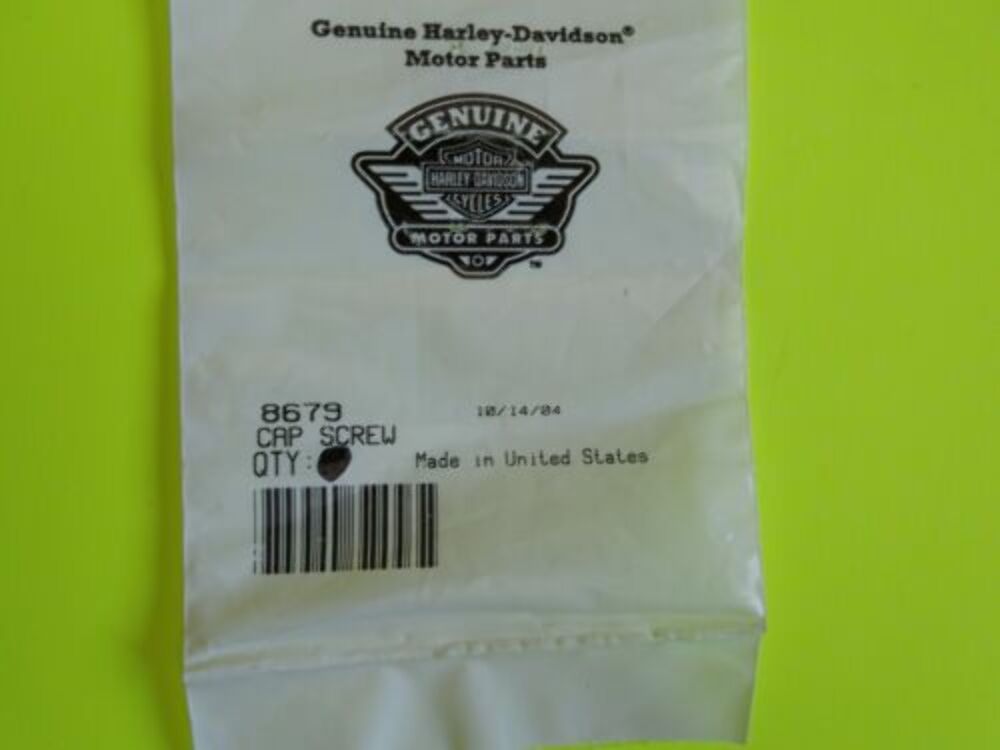 Genuine Harley-Davidson®
Motor Parts
GENUINE
MOTOR
HARLEY-DAVIDSON
CYCLES
MOTOR PARTS
™
8679
10/14/04
CAP SCREW
QTY:
Made in United States